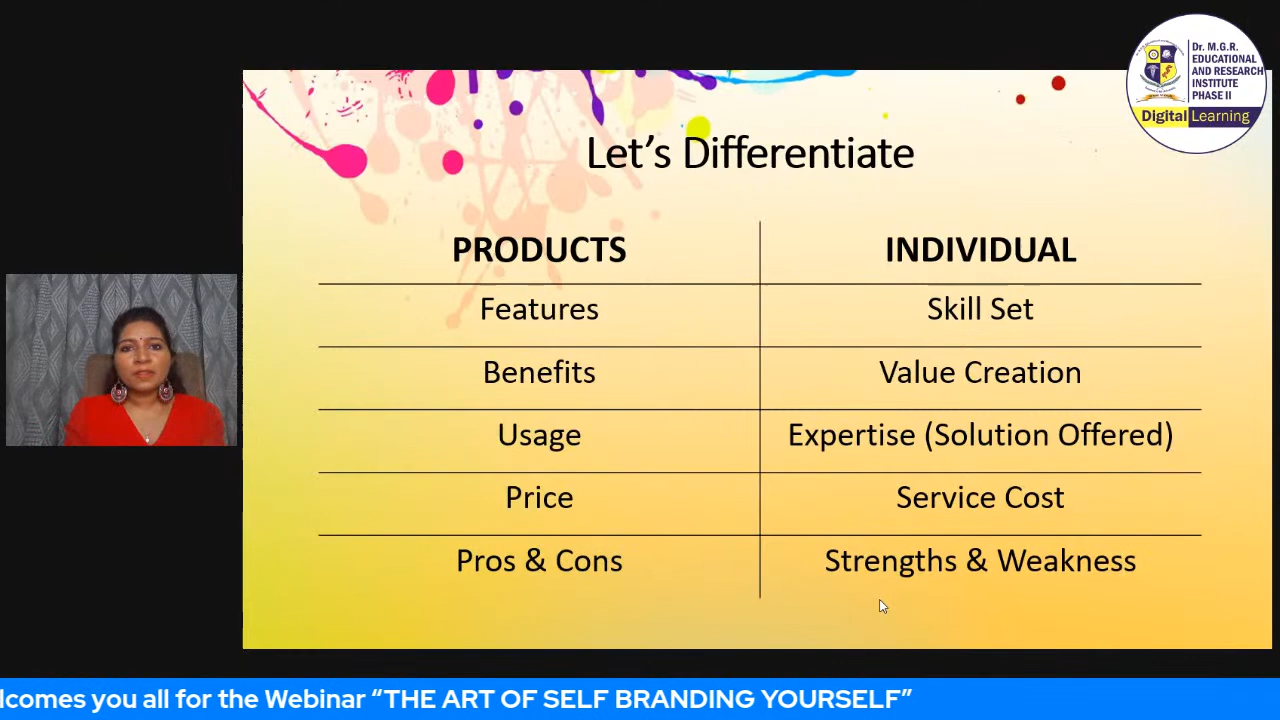 Dr. M.G.R.
EDUCATIONAL
AND RESEARCH
INSTITUTE
PHASE II
Digital Learning
Let's Differentiate
PRODUCTS INDIVIDUAL
Features Skill Set
Benefits Value Creation
Usage Expertise (Solution Offered)
Price Service Cost
Pros & Cons Strengths & Weakness
lcomes you all for the Webinar “THE ART OF SELF BRANDING YOURSELF”